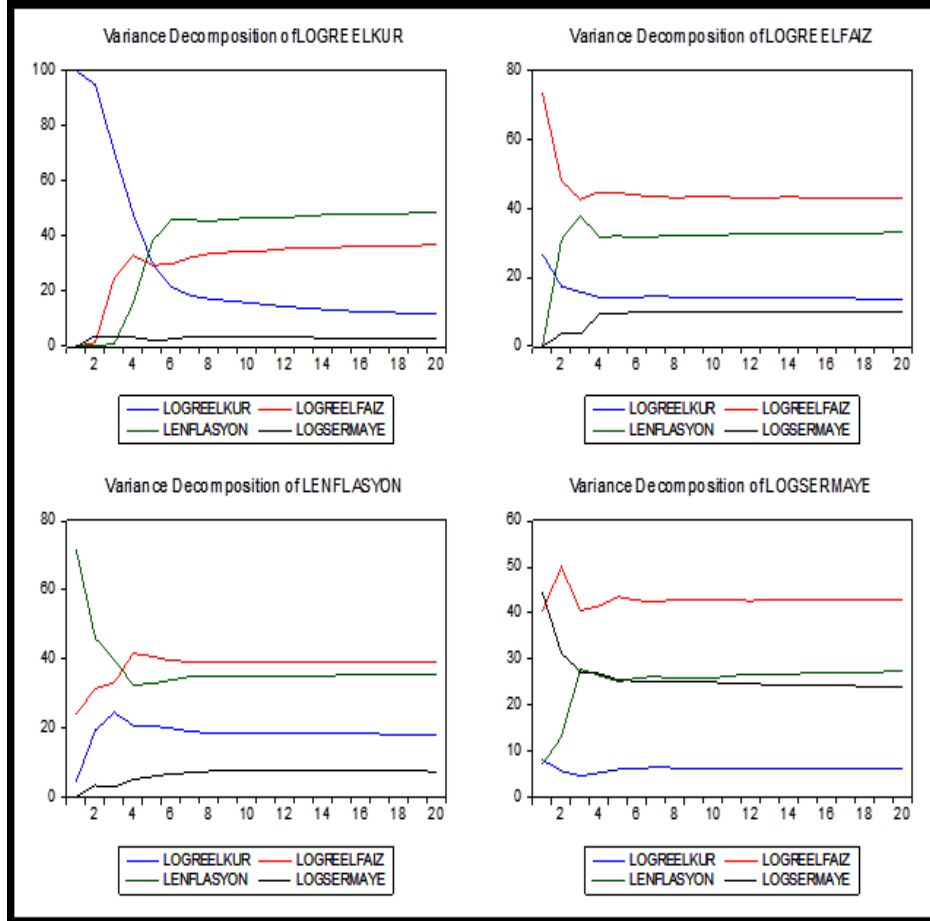 Variance Decomposition of LOGREELKUR
100
80
60
40
20
0
2 4 6 8 10 12 14 16 18 20
LOGREELKUR LOGREELFAIZ
LENFLASYON LOGSERMAYE
Variance Decomposition of LOGREELFAIZ
80
60
40
20
0
2 4 6 8 10 12 14 16 18 20
LOGREELKUR LOGREELFAIZ
LENFLASYON LOGSERMAYE
Variance Decomposition of LENFLASYON
80
60
40
20
0
2 4 6 8 10 12 14 16 18 20
LOGREELKUR LOGREELFAIZ
LENFLASYON LOGSERMAYE
Variance Decomposition of LOGSERMAYE
60
50
40
30
20
10
0
2 4 6 8 10 12 14 16 18 20
LOGREELKUR LOGREELFAIZ
LENFLASYON LOGSERMAYE